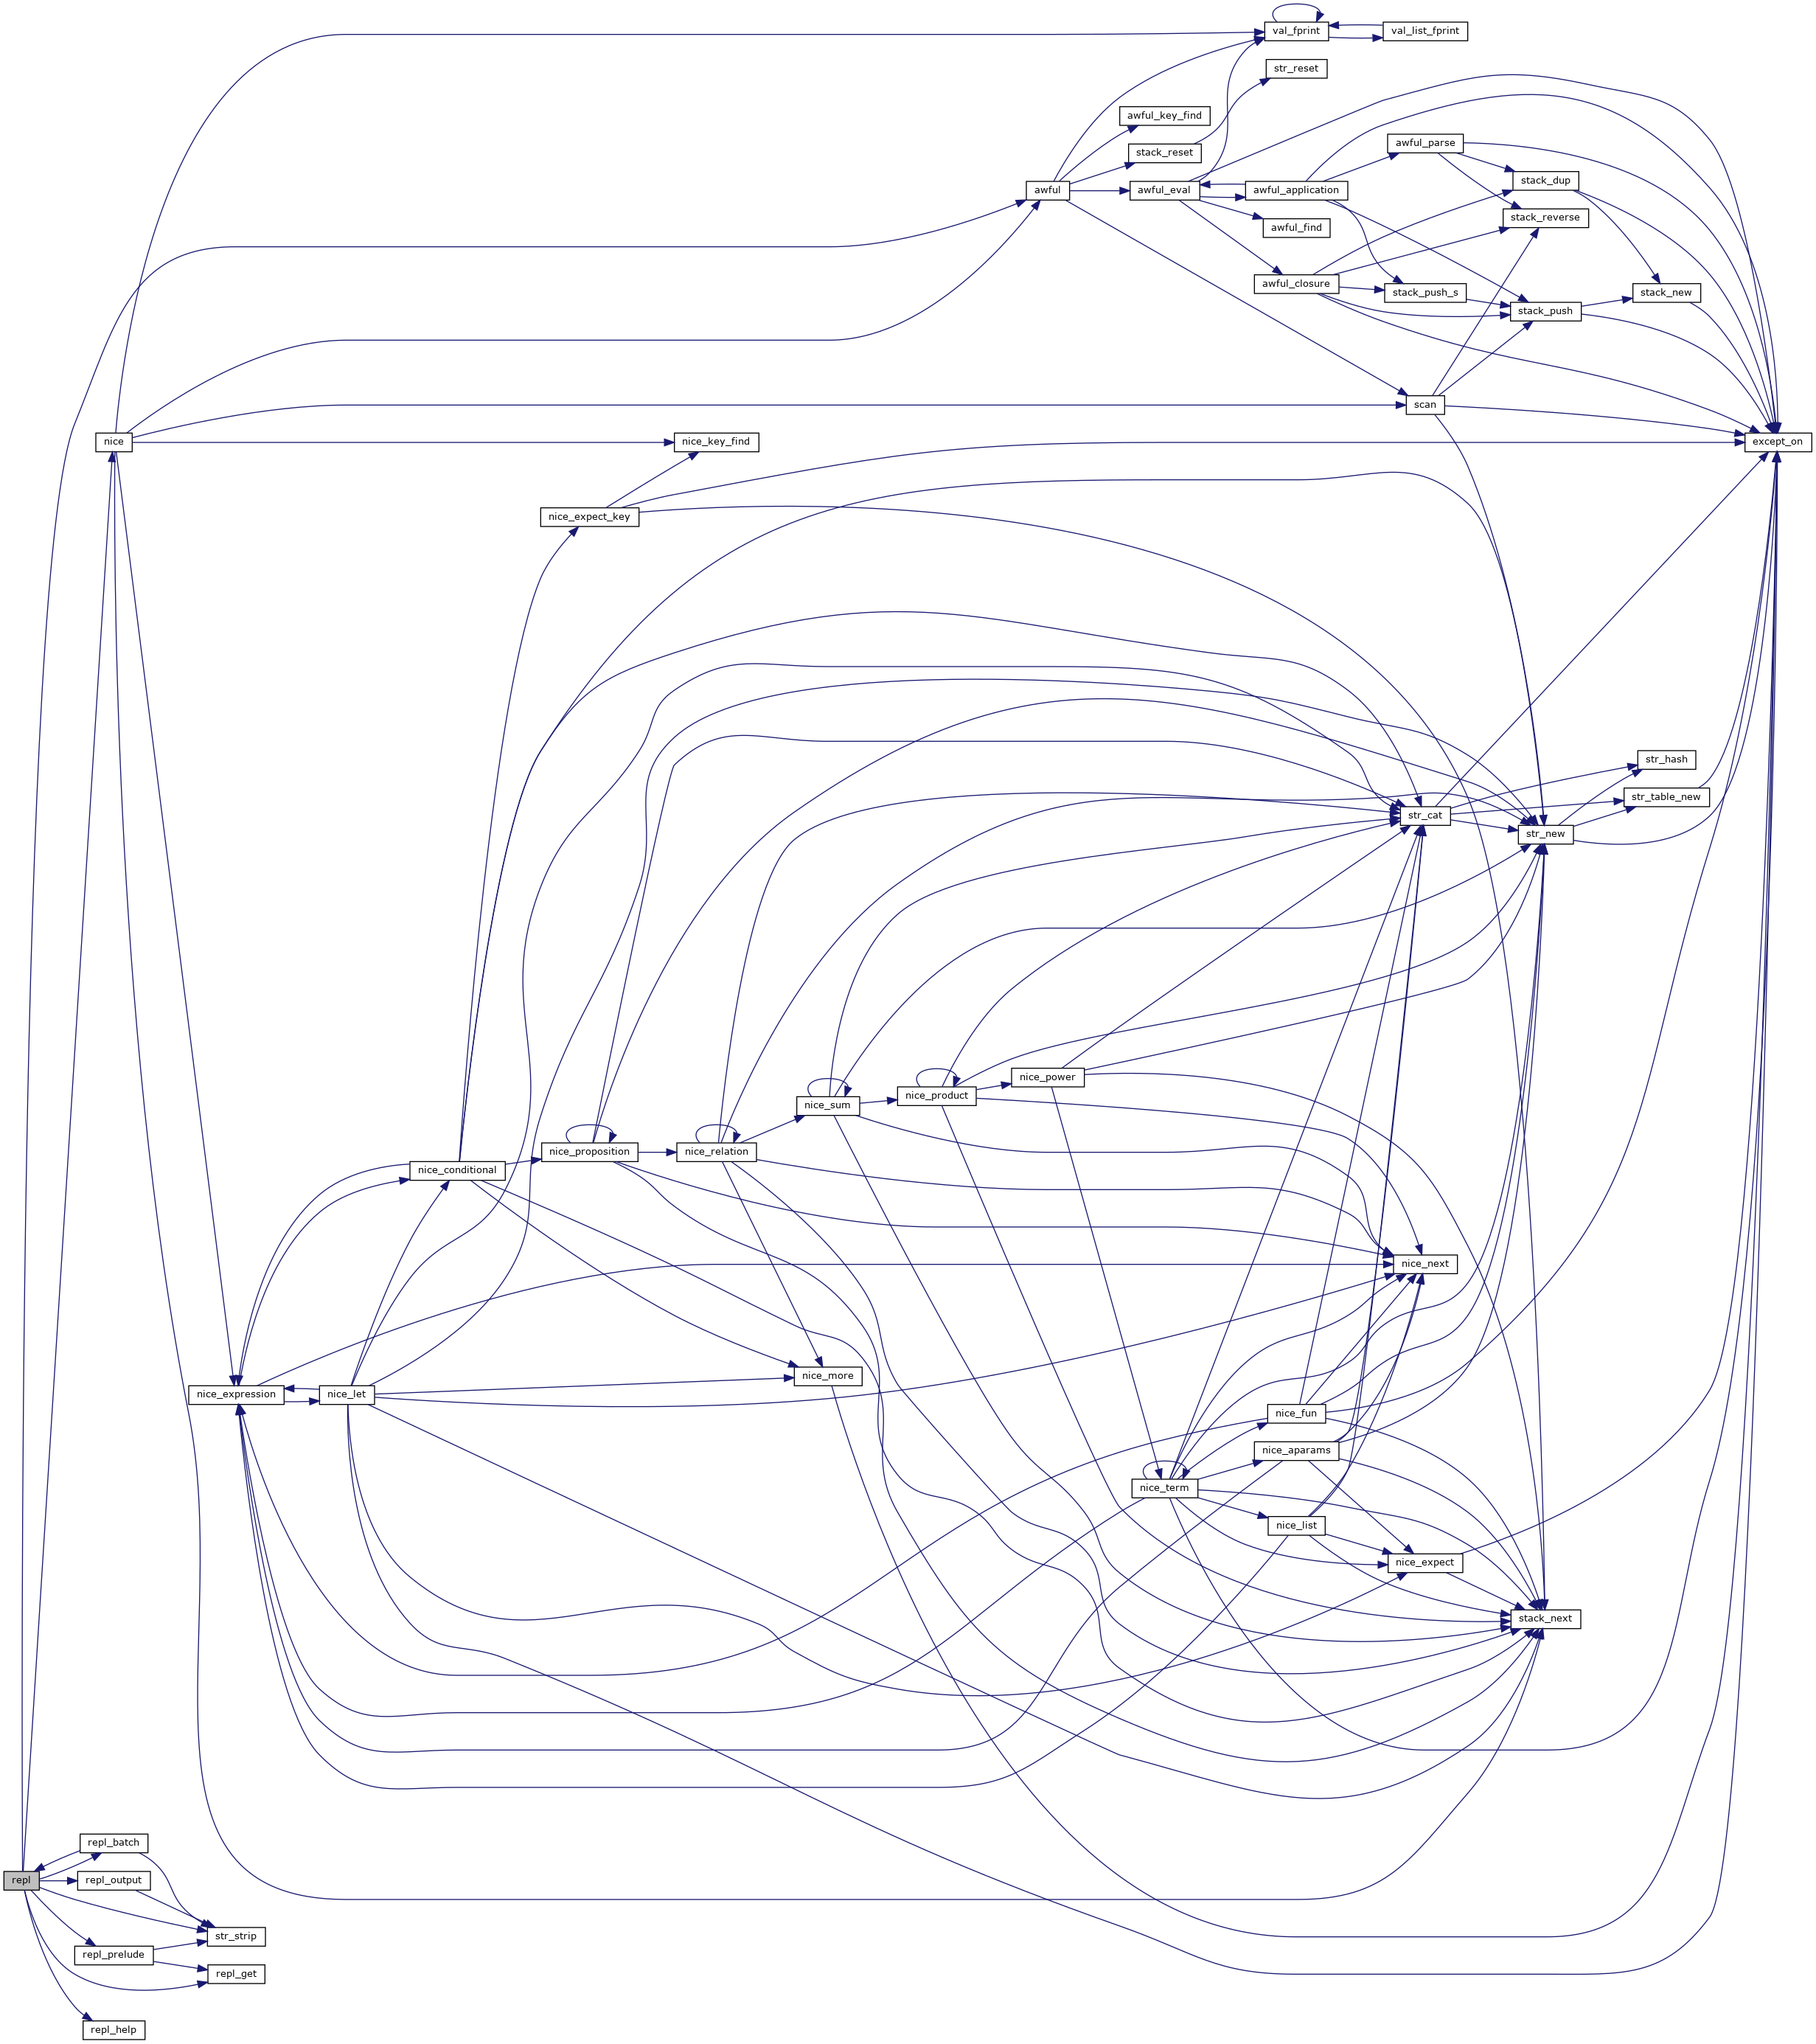 val_fprint
val_list_fprint
str_reset
awful_key_find
awful_parse
stack_reset
stack_dup
awful
awful_eval
awful_application
stack_reverse
awful_find
awful_closure
stack_push_s
stack_new
stack_push
scan
nice
nice_key_find
except_on
nice_expect_key
str_hash
str_table_new
str_cat
str_new
nice_power
nice_product
nice_sum
nice_proposition
nice_relation
nice_conditional
nice_next
nice_more
nice_expression
nice_let
nice_fun
nice_aparams
nice_term
nice_list
nice_expect
stack_next
repl_batch
repl
repl_output
str_strip
repl_prelude
repl_get
repl_help